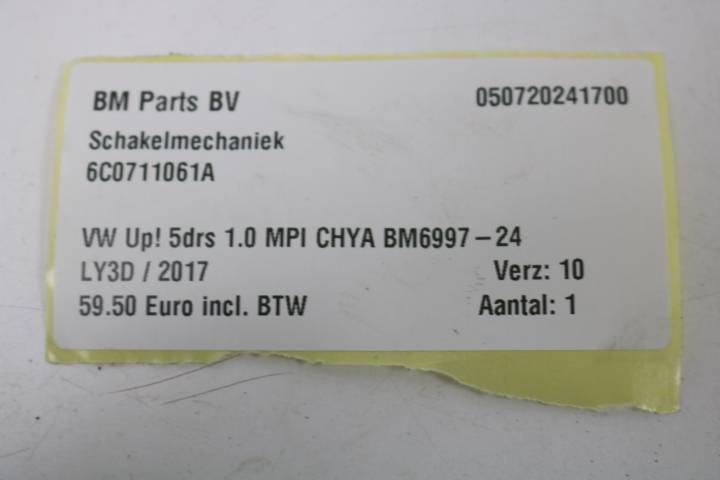 BM Parts BV 050720241700
Schakelmechaniek
6C0711061A
VW Up! 5drs 1.0 MPI CHYA BM6997-24
LY3D / 2017 Verz: 10
59.50 Euro incl. BTW Aantal: 1